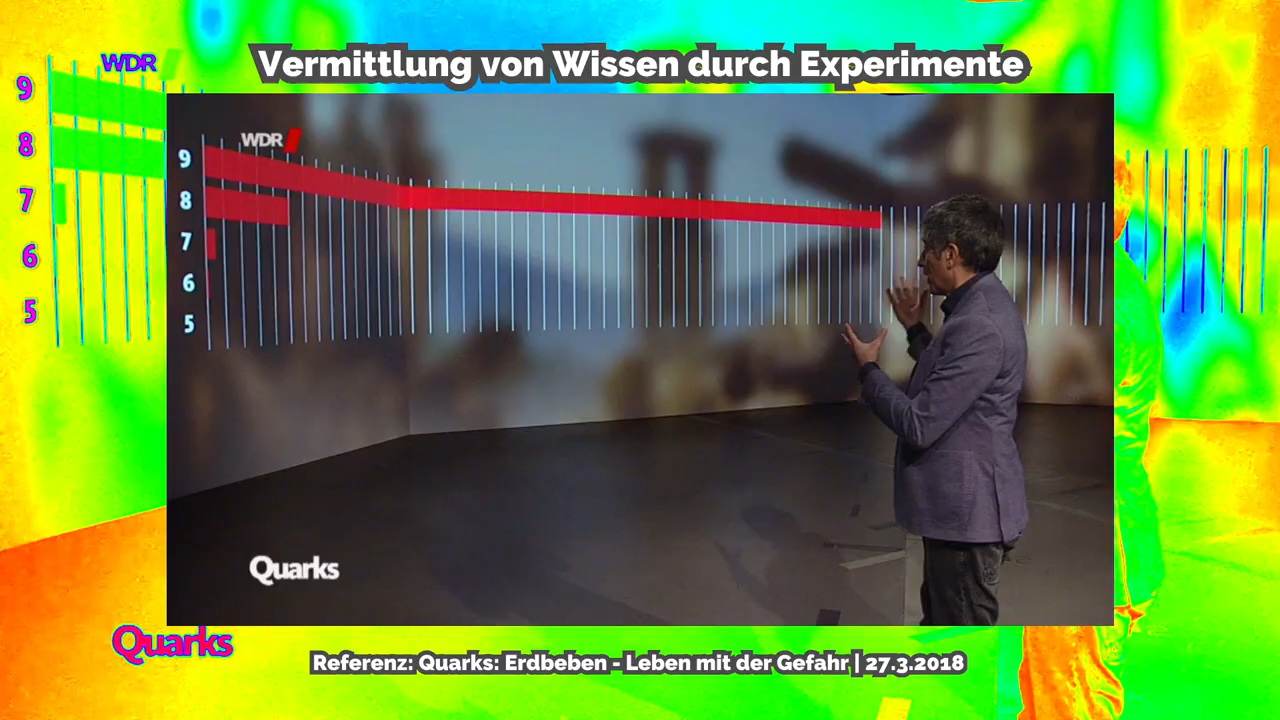 Vermittlung von Wissen durch Experimente
WDR
9
8
7
6
5
WDR
9
8
7
6
5
Quarks
Quarks
Referenz: Quarks: Erdbeben - Leben mit der Gefahr | 27.3.2018